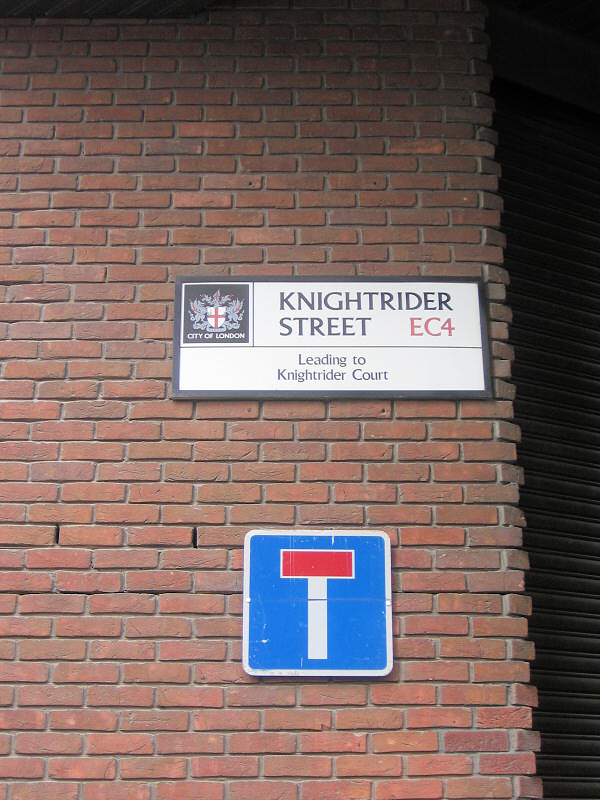 CITY OF LONDON
KNIGHTRIDER
STREET EC4
Leading to
Knightrider Court